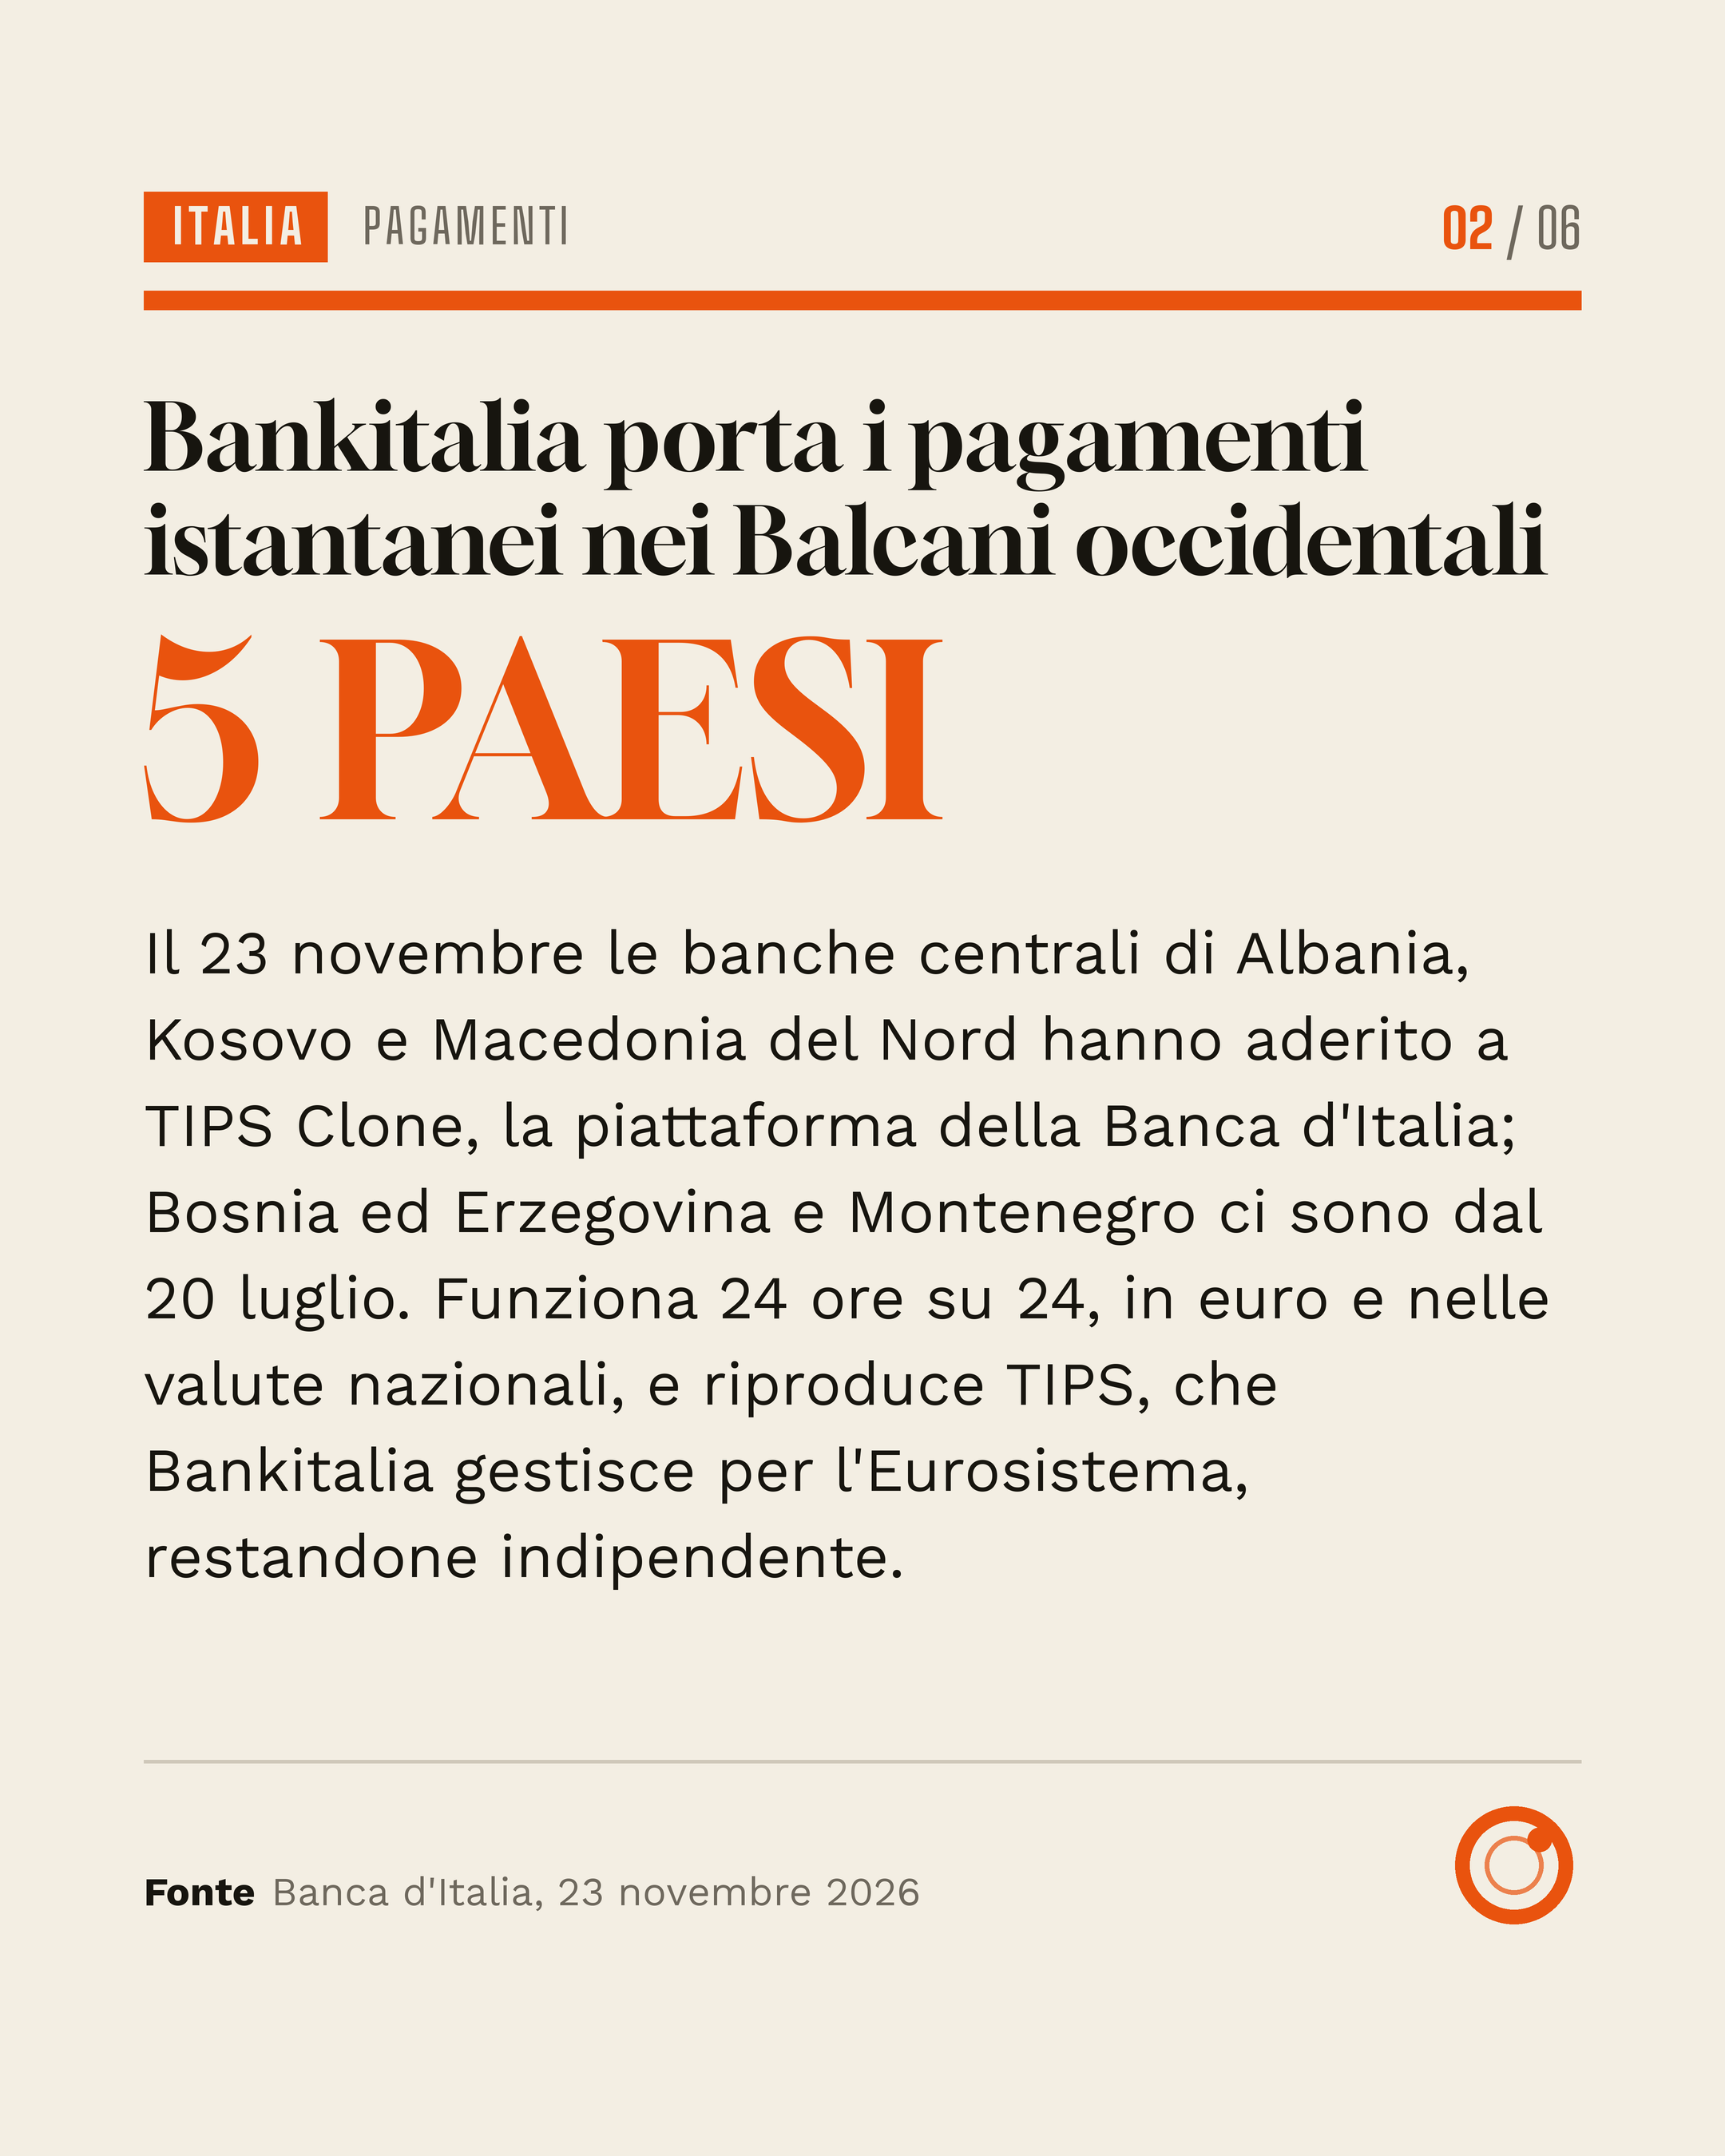 ITALIA PAGAMENTI 02 / 06
Bankitalia porta i pagamenti
istantanei nei Balcani occidentali
5 PAESI
Il 23 novembre le banche centrali di Albania,
Kosovo e Macedonia del Nord hanno aderito a
TIPS Clone, la piattaforma della Banca d'Italia;
Bosnia ed Erzegovina e Montenegro ci sono dal
20 luglio. Funziona 24 ore su 24, in euro e nelle
valute nazionali, e riproduce TIPS, che
Bankitalia gestisce per l'Eurosistema,
restandone indipendente.
Fonte Banca d'Italia, 23 novembre 2026